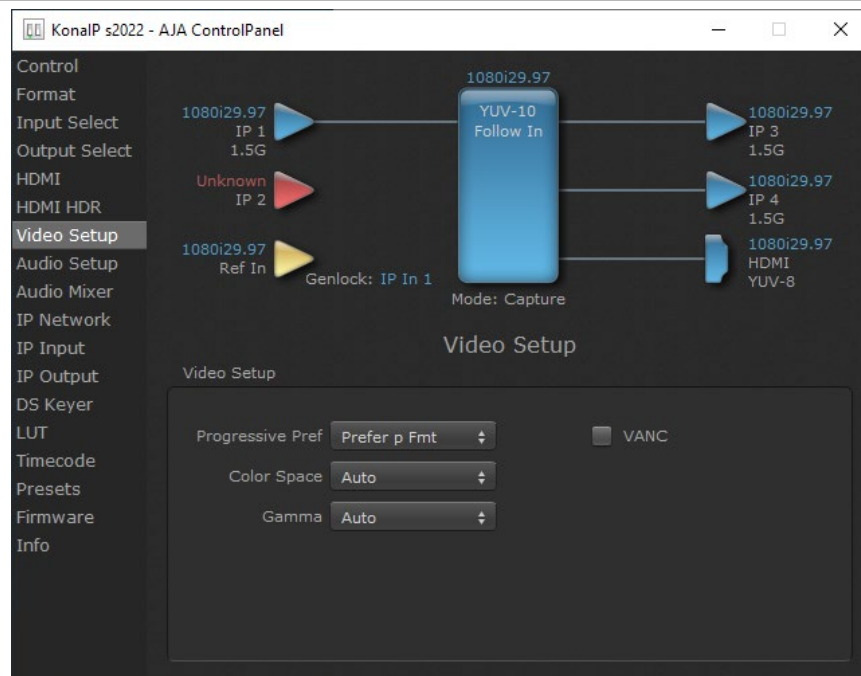 KonaIP s2022 - AJA ControlPanel
Control
Format
Input Select
Output Select
HDMI
HDMI HDR
Video Setup
Audio Setup
Audio Mixer
IP Network
IP Input
IP Output
DS Keyer
LUT
Timecode
Presets
Firmware
Info
1080i29.97
IP 1
1.5G
Unknown
IP 2
1080i29.97
Ref In
Genlock: IP In 1
1080i29.97
YUV-10
Follow In
Mode: Capture
1080i29.97
IP 3
1.5G
1080i29.97
IP 4
1.5G
1080i29.97
HDMI
YUV-8
Video Setup
Video Setup
Progressive Pref Prefer p Fmt VANC
Color Space Auto
Gamma Auto